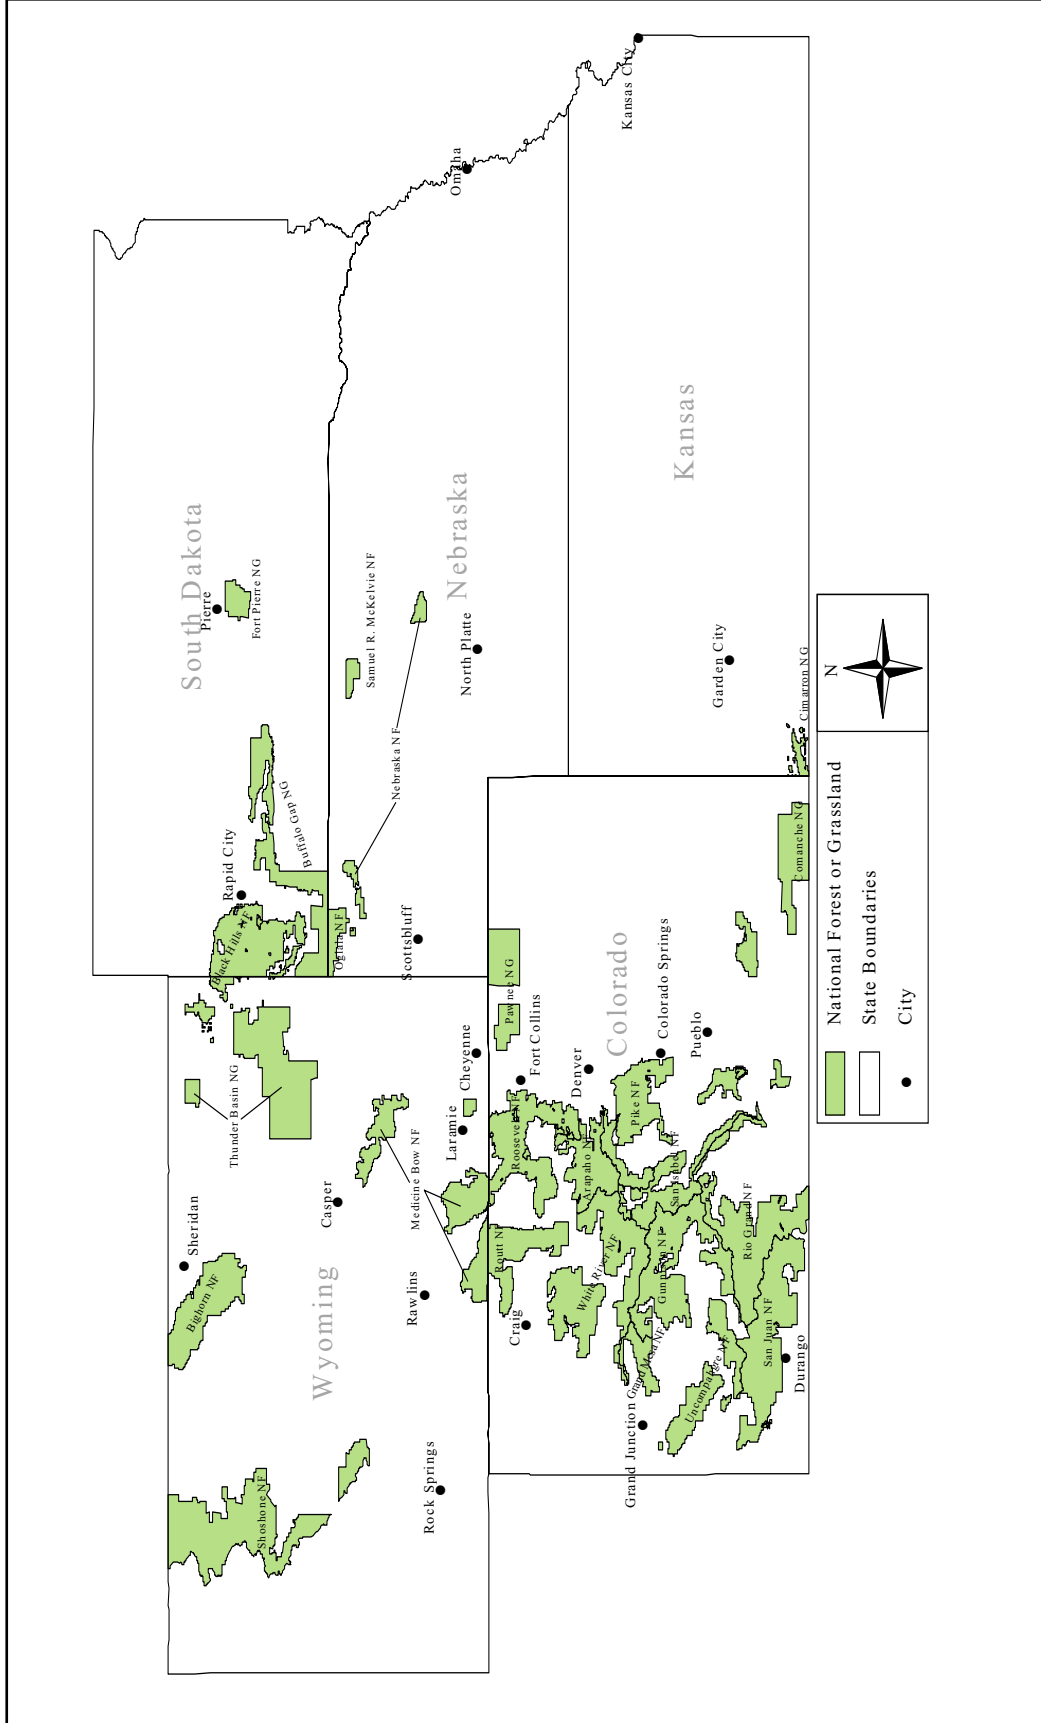 South Dakota
Pierre
Fort Pierre NG
Rapid City
Black Hills NF
Buffalo Gap NG
Nebraska
Samuel R. McKelvie NF
Nebraska NF
Oglala NF
North Platte
Scottsbluff
Omaha
Kansas
Kansas City
Garden City
Cimarron NG
Wyoming
Sheridan
Bighorn NF
Shoshone NF
Thunder Basin NG
Casper
Medicine Bow NF
Rawlins
Rock Springs
Laramie
Cheyenne
Colorado
Pawnee NG
Fort Collins
Roosevelt NF
Routt NF
Craig
Denver
Arapaho NF
White River NF
Colorado Springs
Pike NF
San Isabel NF
Gunnison NF
Grand Mesa NF
Grand Junction
Uncompahgre NF
Pueblo
Rio Grand NF
San Juan NF
Durango
Comanche NG
National Forest or Grassland
State Boundaries
City
N